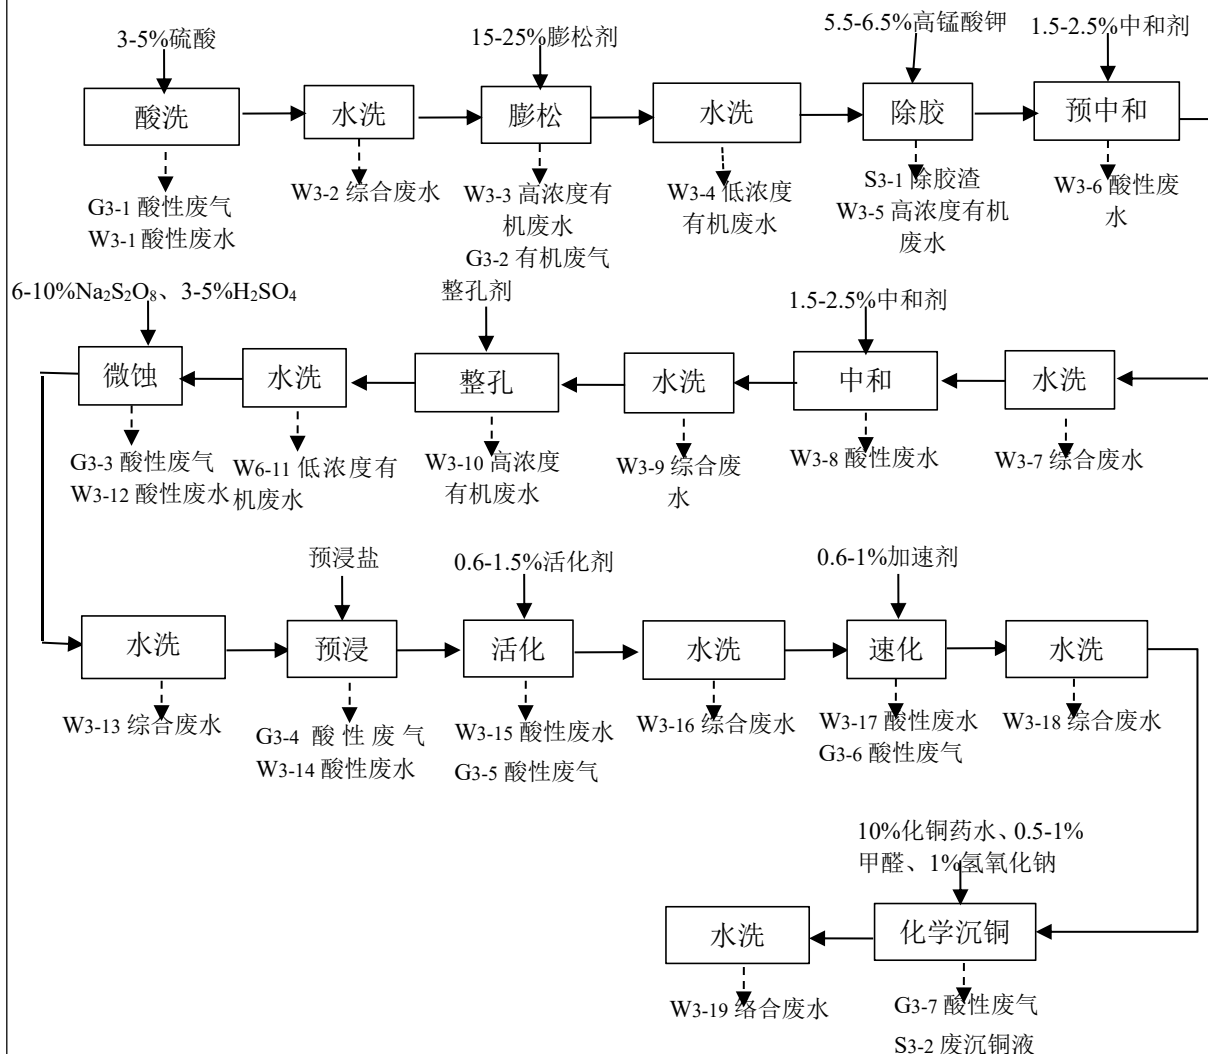 3-5%硫酸
15-25%膨松剂
5.5-6.5%高锰酸钾
1.5-2.5%中和剂
酸洗
水洗
膨松
水洗
除胶
预中和
G3-1 酸性废气
W3-1 酸性废水
W3-2 综合废水
W3-3 高浓度有
机废水
G3-2 有机废气
W3-4 低浓度
有机废水
S3-1 除胶渣
W3-5 高浓度有机
废水
W3-6 酸性废
水
6-10%Na₂S₂O₈、3-5%H₂SO₄
整孔剂
1.5-2.5%中和剂
微蚀
水洗
整孔
水洗
中和
水洗
G3-3 酸性废气
W3-12 酸性废水
W6-11 低浓度有
机废水
W3-10 高浓度
有机废水
W3-9 综合废
水
W3-8 酸性废水
W3-7 综合废水
预浸盐
0.6-1.5%活化剂
0.6-1%加速剂
水洗
预浸
活化
水洗
速化
水洗
W3-13 综合废水
G3-4 酸性废气
W3-14 酸性废水
W3-15 酸性废水
G3-5 酸性废气
W3-16 综合废水
W3-17 酸性废水
G3-6 酸性废气
W3-18 综合废水
10%化铜药水、0.5-1%
甲醛、1%氢氧化钠
水洗
化学沉铜
W3-19 络合废水
G3-7 酸性废气
S3-2 废沉铜液